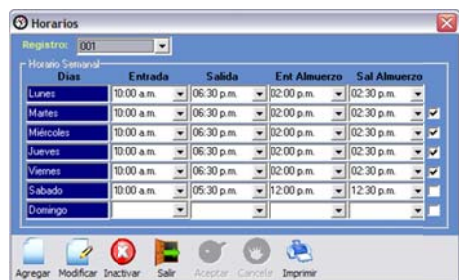 Horarios
Registro: 001
Horario Semanal
Días Entrada Salida Ent Almuerzo Sal Almuerzo
Lunes 10:00 a.m. 06:30 p.m. 02:00 p.m. 02:30 p.m.
Martes 10:00 a.m. 06:30 p.m. 02:00 p.m. 02:30 p.m.
Miércoles 10:00 a.m. 06:30 p.m. 02:00 p.m. 02:30 p.m.
Jueves 10:00 a.m. 06:30 p.m. 02:00 p.m. 02:30 p.m.
Viernes 10:00 a.m. 06:30 p.m. 02:00 p.m. 02:30 p.m.
Sabado 10:00 a.m. 05:30 p.m. 12:00 p.m. 12:30 p.m.
Domingo
Agregar Modificar Inactivar Salir Aceptar Cancelar Imprimir